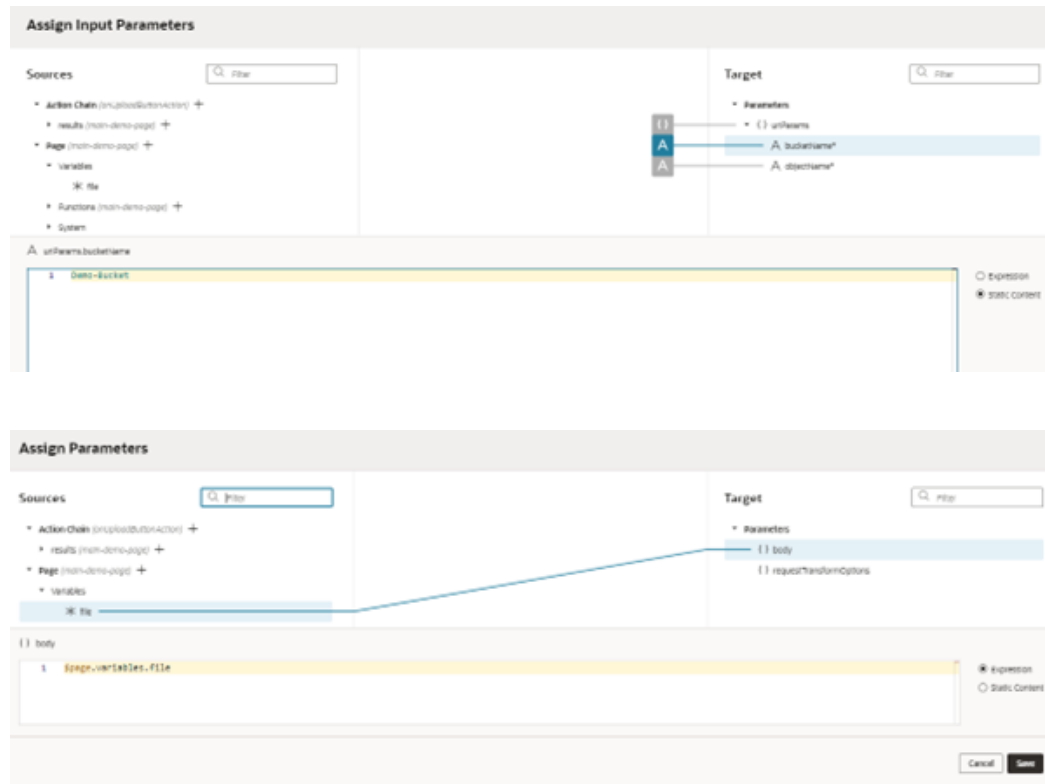 Assign Input Parameters
Sources
Filter
Target
Filter
Action Chain (onUploadButtonAction) +
results (main-demo-page) +
Page (main-demo-page) +
Variables
file
Functions (main-demo-page) +
System
Parameters
{} uriParams
A bucketName*
A objectName*
{}
A
A
A uriParams.bucketName
1 Demo-Bucket
Expression
Static Content
Assign Parameters
Sources
Filter
Target
Filter
Action Chain (onUploadButtonAction) +
results (main-demo-page) +
Page (main-demo-page) +
Variables
file
Parameters
{} body
{} requestTransformOptions
{} body
1 $page.variables.file
Expression
Static Content
Cancel
Save